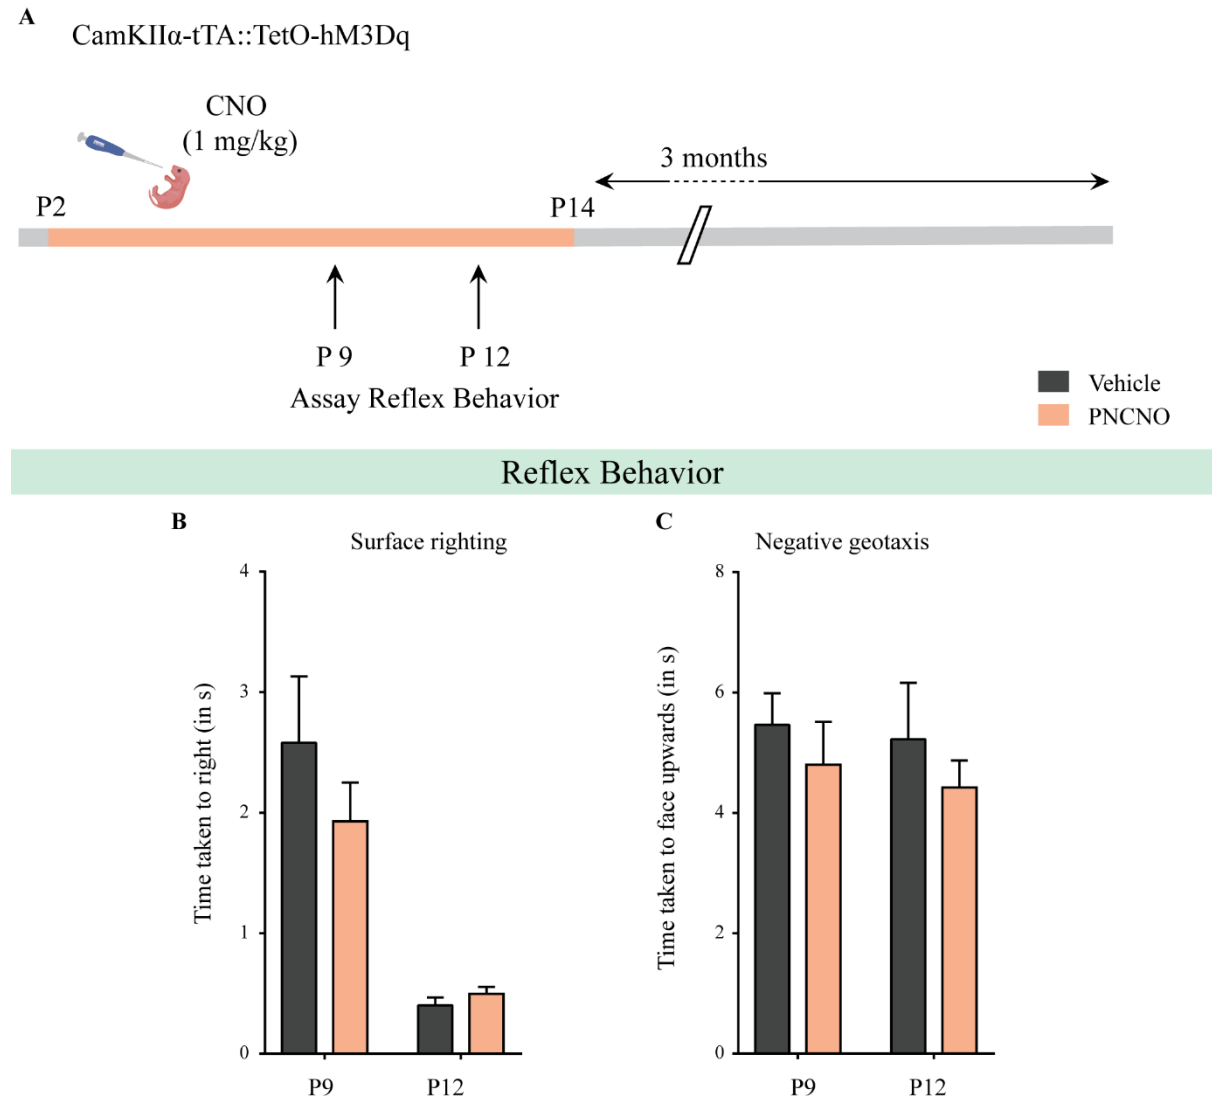 A
CamKIIα-tTA::TetO-hM3Dq
CNO
(1 mg/kg)
3 months
P2
P14
P 9
P 12
Assay Reflex Behavior
Vehicle
PNCNO
Reflex Behavior
B
Surface righting
Time taken to right (in s)
4
3
2
1
0
P9
P12
C
Negative geotaxis
Time taken to face upwards (in s)
8
6
4
2
0
P9
P12